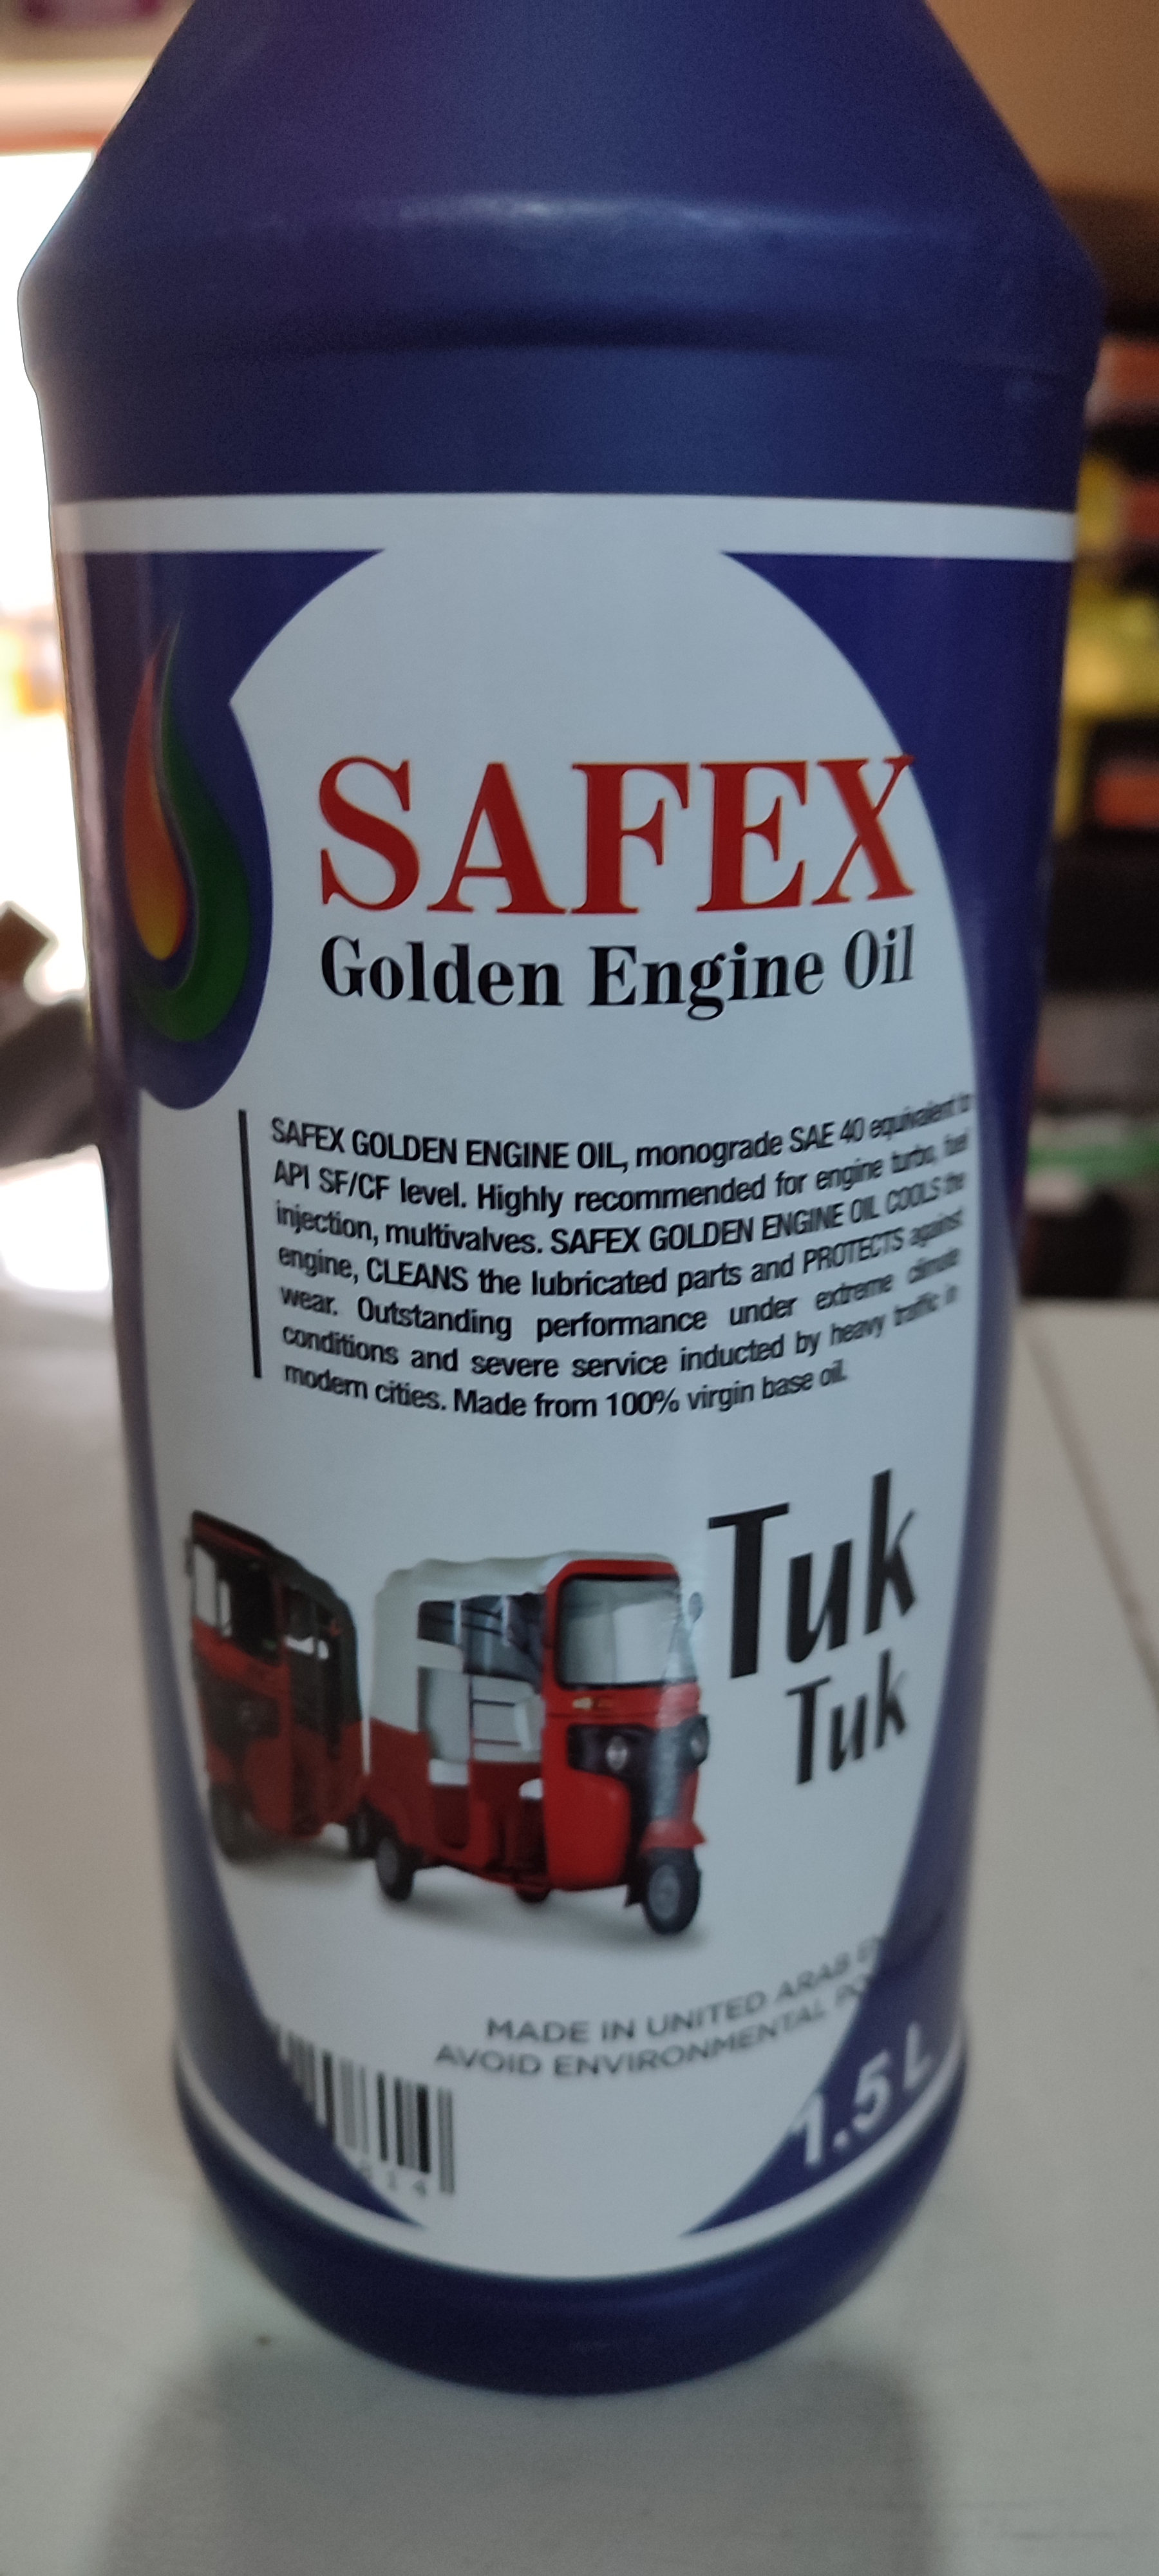 SAFEX
Golden Engine Oil
SAFEX GOLDEN ENGINE OIL, monograde SAE 40 equivalent to
API SF/CF level. Highly recommended for engine turbo, fuel
injection, multivalves. SAFEX GOLDEN ENGINE OIL COOLS the
engine, CLEANS the lubricated parts and PROTECTS against
wear. Outstanding performance under extreme climate
conditions and severe service inducted by heavy traffic in
modern cities. Made from 100% virgin base oil.
Tuk
Tuk
MADE IN UNITED ARAB
AVOID ENVIRONMENTAL
1.5 L